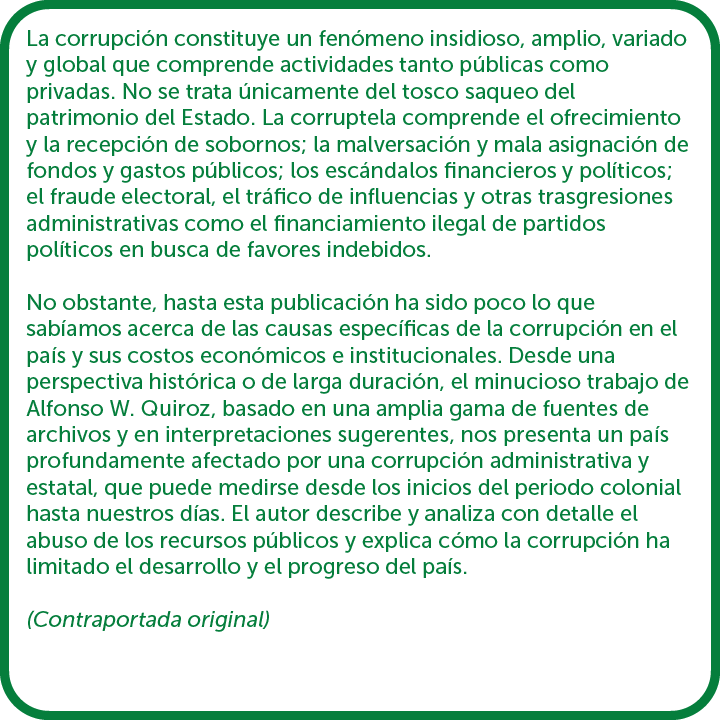 La corrupción constituye un fenómeno insidioso, amplio, variado
y global que comprende actividades tanto públicas como
privadas. No se trata únicamente del tosco saqueo del
patrimonio del Estado. La corruptela comprende el ofrecimiento
y la recepción de sobornos; la malversación y mala asignación de
fondos y gastos públicos; los escándalos financieros y políticos;
el fraude electoral, el tráfico de influencias y otras trasgresiones
administrativas como el financiamiento ilegal de partidos
políticos en busca de favores indebidos.

No obstante, hasta esta publicación ha sido poco lo que
sabíamos acerca de las causas específicas de la corrupción en el
país y sus costos económicos e institucionales. Desde una
perspectiva histórica o de larga duración, el minucioso trabajo de
Alfonso W. Quiroz, basado en una amplia gama de fuentes de
archivos y en interpretaciones sugerentes, nos presenta un país
profundamente afectado por una corrupción administrativa y
estatal, que puede medirse desde los inicios del periodo colonial
hasta nuestros días. El autor describe y analiza con detalle el
abuso de los recursos públicos y explica cómo la corrupción ha
limitado el desarrollo y el progreso del país.

(Contraportada original)